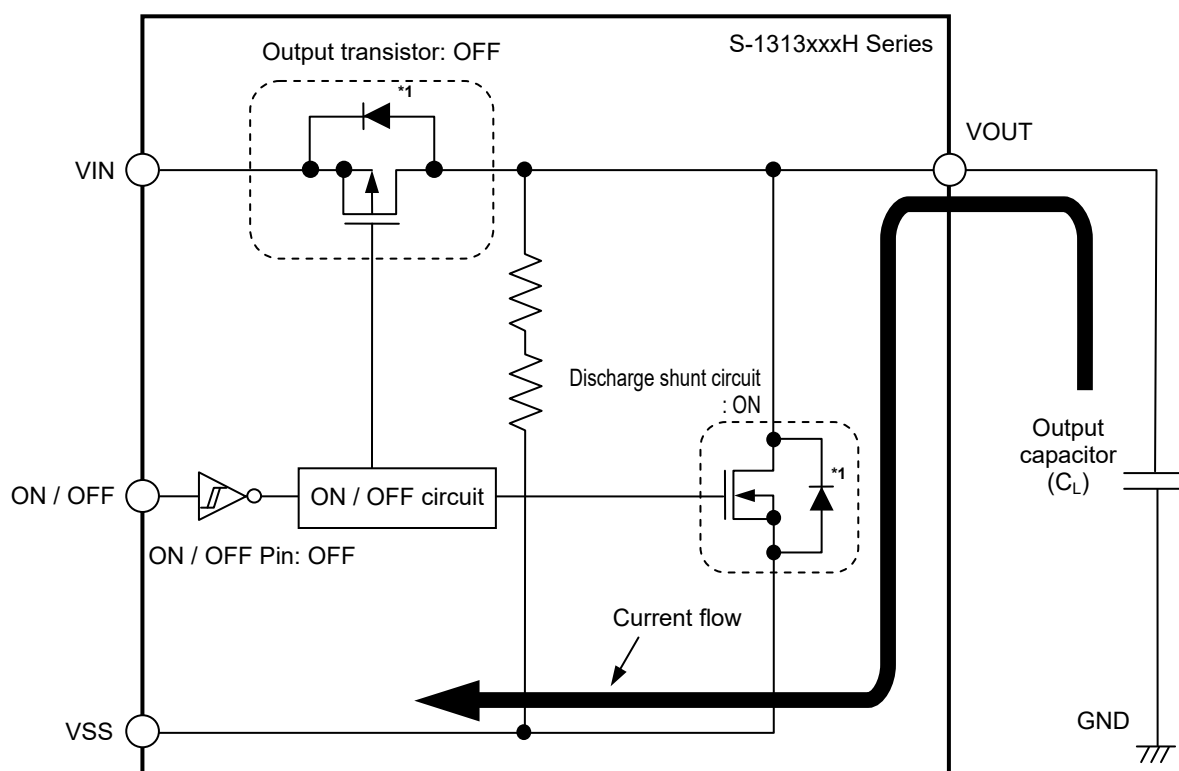 S-1313xxxH Series
Output transistor: OFF
*1
VIN
VOUT
Discharge shunt circuit
: ON
*1
Output
capacitor
(CL)
ON / OFF
ON / OFF circuit
ON / OFF Pin: OFF
Current flow
VSS
GND